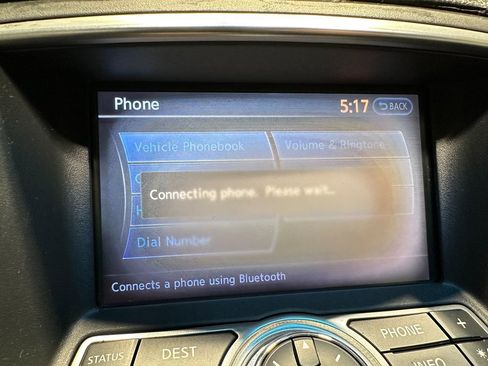 Phone 5:17 BACK
Vehicle Phonebook Volume & Ringtone
Connecting phone. Please wait...
Dial Number
Connects a phone using Bluetooth
STATUS DEST PHONE +
INFO